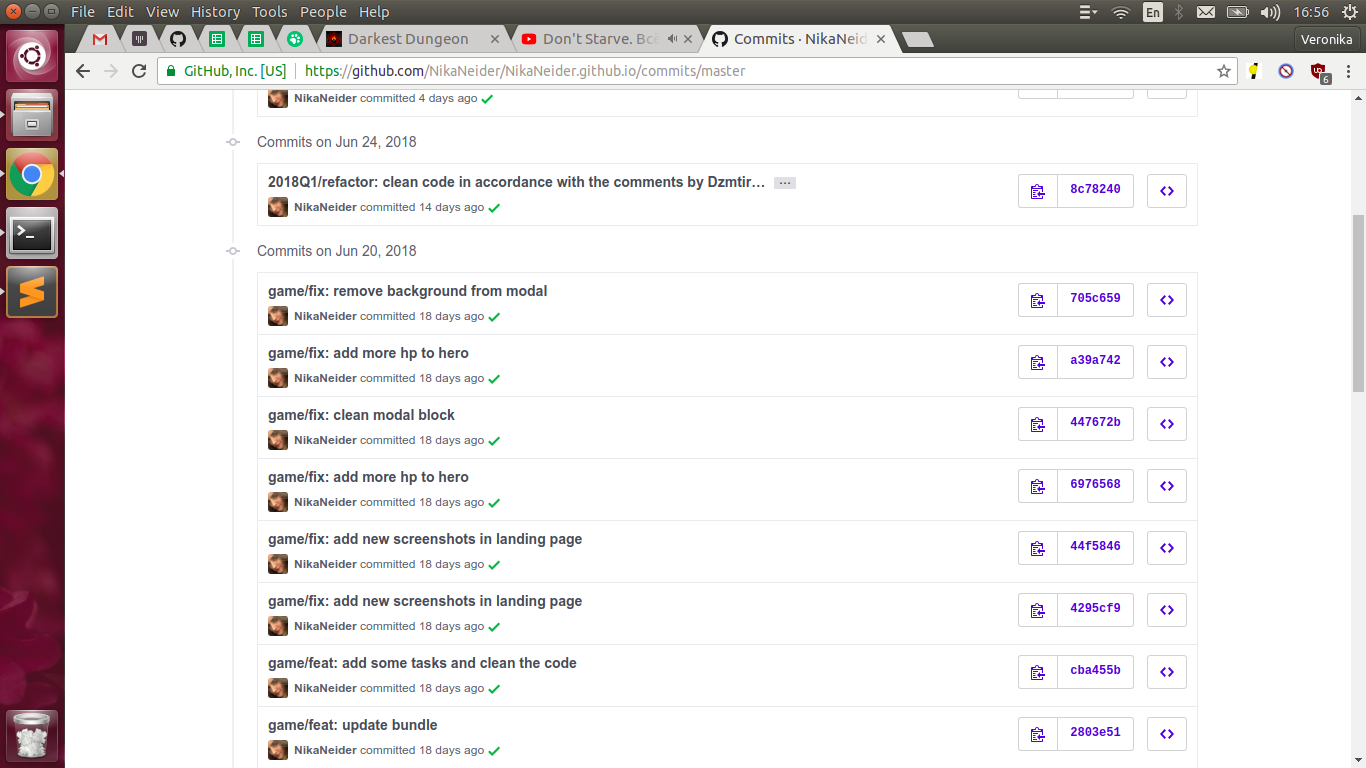 File Edit View History Tools People Help
En
16:56
Darkest Dungeon
Don't Starve. Всё
Commits · NikaNeid
Veronika
GitHub, Inc. [US]
https://github.com/NikaNeider/NikaNeider.github.io/commits/master
6
NikaNeider committed 4 days ago
Commits on Jun 24, 2018
2018Q1/refactor: clean code in accordance with the comments by Dzmtir… …
8c78240
NikaNeider committed 14 days ago
Commits on Jun 20, 2018
game/fix: remove background from modal
705c659
NikaNeider committed 18 days ago
game/fix: add more hp to hero
a39a742
NikaNeider committed 18 days ago
game/fix: clean modal block
447672b
NikaNeider committed 18 days ago
game/fix: add more hp to hero
6976568
NikaNeider committed 18 days ago
game/fix: add new screenshots in landing page
44f5846
NikaNeider committed 18 days ago
game/fix: add new screenshots in landing page
4295cf9
NikaNeider committed 18 days ago
game/feat: add some tasks and clean the code
cba455b
NikaNeider committed 18 days ago
game/feat: update bundle
2803e51
NikaNeider committed 18 days ago